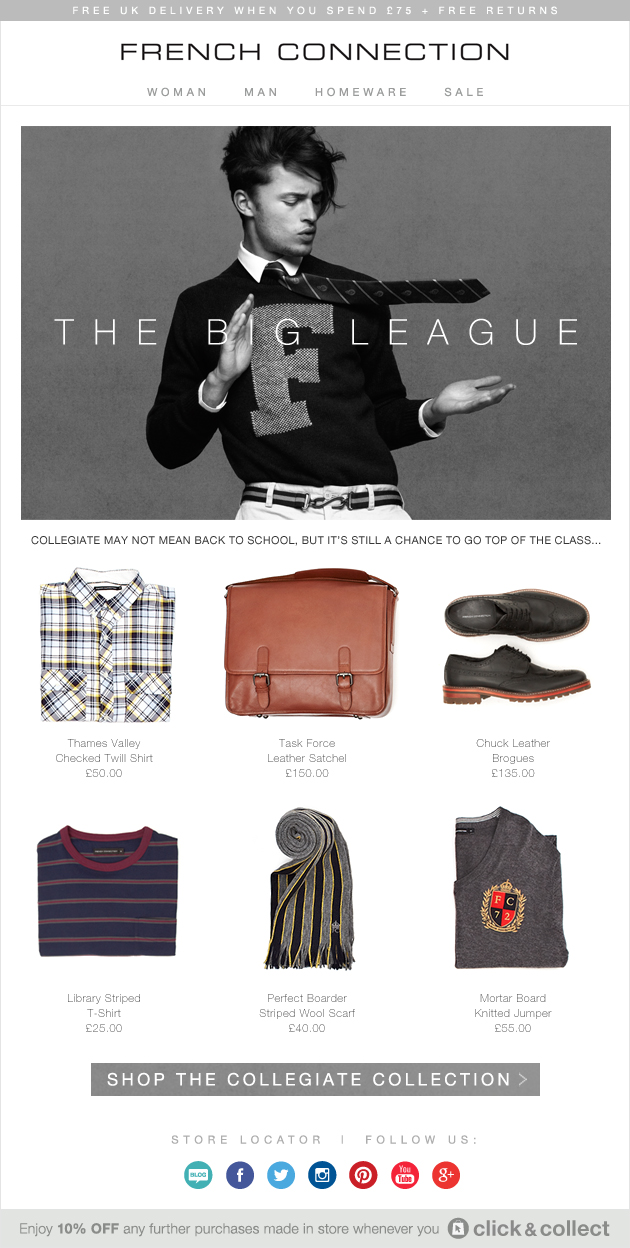 FREE UK DELIVERY WHEN YOU SPEND £75 + FREE RETURNS
FRENCH CONNECTION
WOMAN MAN HOMEWARE SALE
F
THE BIG LEAGUE
COLLEGIATE MAY NOT MEAN BACK TO SCHOOL, BUT IT'S STILL A CHANCE TO GO TOP OF THE CLASS...
Thames Valley
Checked Twill Shirt
£50.00
Task Force
Leather Satchel
£150.00
Chuck Leather
Brogues
£135.00
F C
7 2
Library Striped
T-Shirt
£25.00
Perfect Boarder
Striped Wool Scarf
£40.00
Mortar Board
Knitted Jumper
£55.00
SHOP THE COLLEGIATE COLLECTION >
STORE LOCATOR | FOLLOW US:
BLOG f You Tube g+
Enjoy 10% OFF any further purchases made in store whenever you click & collect